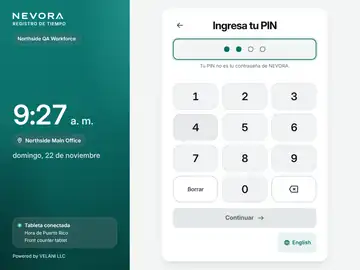 NEVORA
REGISTRO DE TIEMPO
Northside QA Workforce
9:27 a. m.
Northside Main Office
domingo, 22 de noviembre
Tableta conectada
Hora de Puerto Rico
Front counter tablet
Powered by VELANI LLC
Ingresa tu PIN
Tu PIN no es tu contraseña de NEVORA.
1 2 3
4 5 6
7 8 9
Borrar 0
Continuar →
English